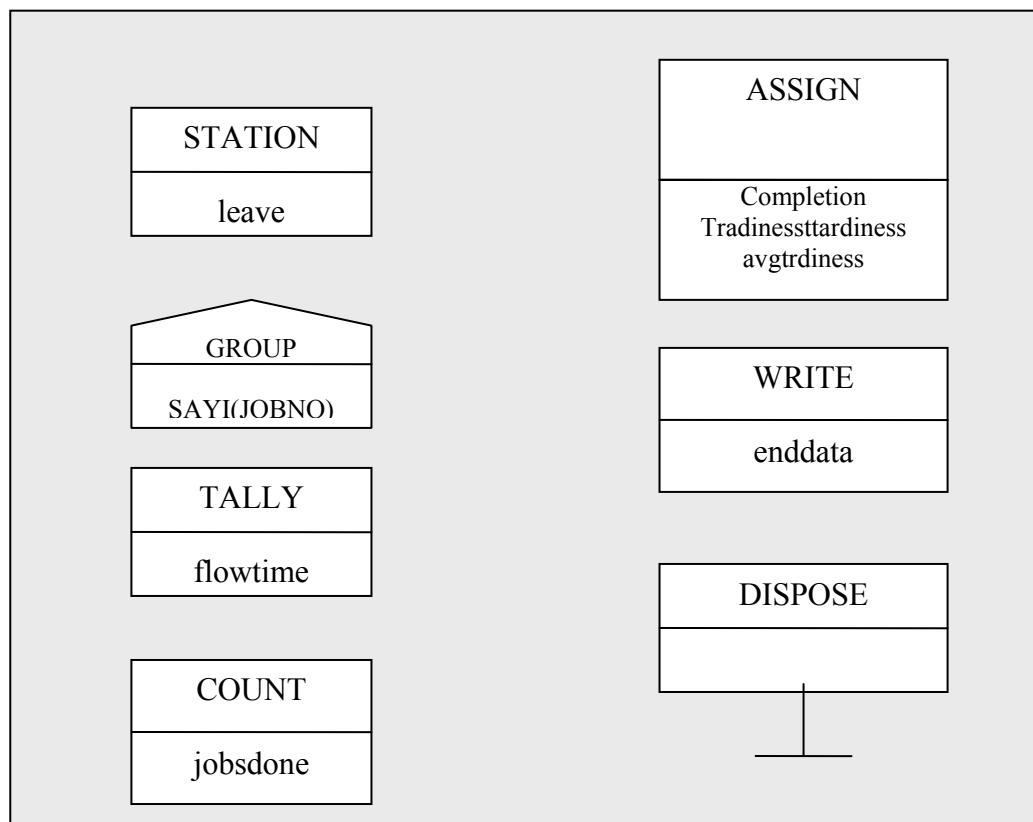 STATION
leave
GROUP
SAYI(JOBNO)
TALLY
flowtime
COUNT
jobsdone
ASSIGN
Completion
Tradinessttardiness
avgtrdiness
WRITE
enddata
DISPOSE